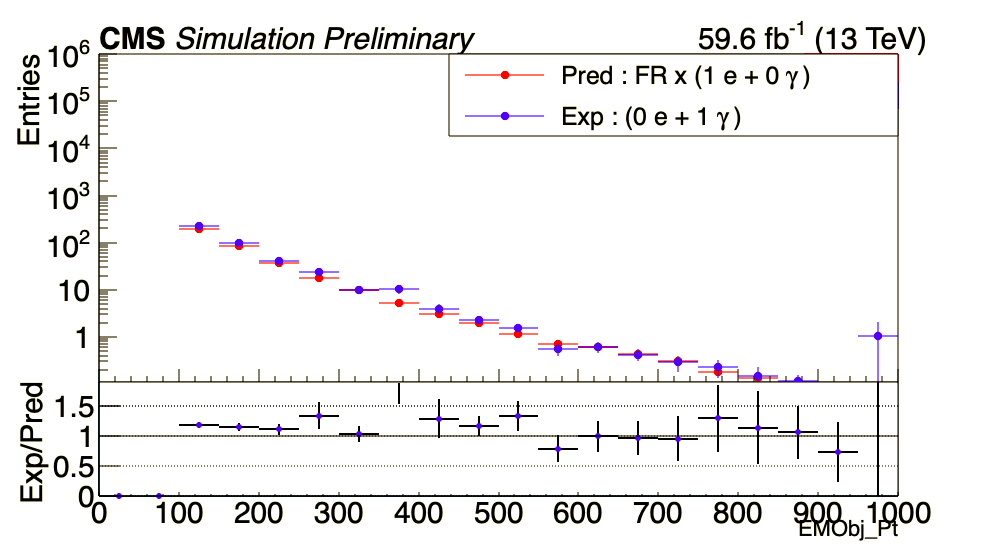 CMS Simulation Preliminary 59.6 fb⁻¹ (13 TeV)
Entries
10⁶
10⁵
10⁴
10³
10²
10
1
Pred : FR x (1 e + 0 γ)
Exp : (0 e + 1 γ)
Exp/Pred
1.5
1
0.5
0
0 100 200 300 400 500 600 700 800 900 1000
EMObj_Pt